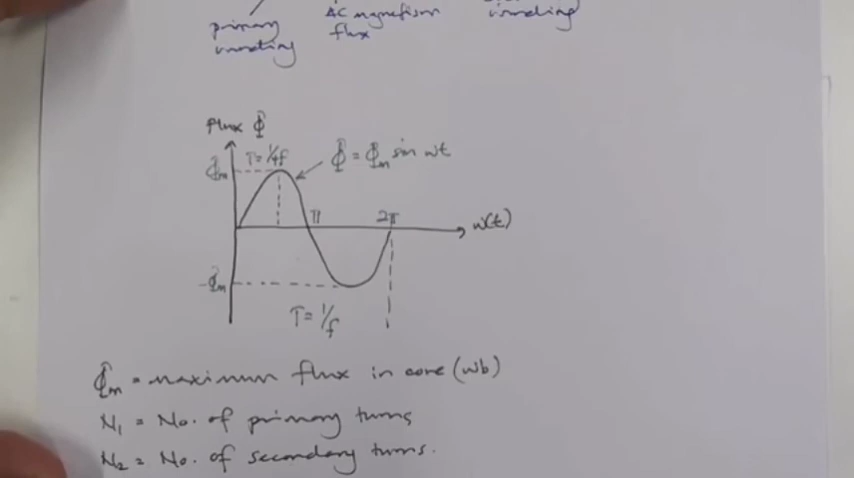 primary
winding
AC magnetism
flux
winding
flux Φ
Φm
T=1/4f
Φ = Φm sin wt
π
2π
w(t)
-Φm
T= 1/f
Φm = maximum flux in core (wb)
N1 = No. of primary turns
N2 = No. of secondary turns.